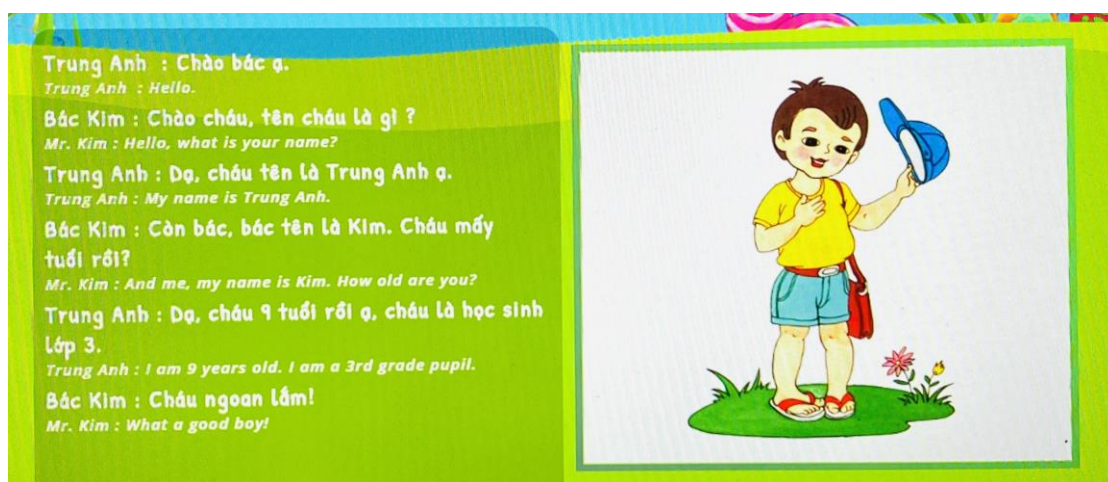 Trung Anh : Chào bác ạ.
Trung Anh : Hello.
Bác Kim : Chào cháu, tên cháu là gì ?
Mr. Kim : Hello, what is your name?
Trung Anh : Dạ, cháu tên là Trung Anh ạ.
Trung Anh : My name is Trung Anh.
Bác Kim : Còn bác, bác tên là Kim. Cháu mấy
tuổi rồi?
Mr. Kim : And me, my name is Kim. How old are you?
Trung Anh : Dạ, cháu 9 tuổi rồi ạ, cháu là học sinh
lớp 3.
Trung Anh : I am 9 years old. I am a 3rd grade pupil.
Bác Kim : Cháu ngoan lắm!
Mr. Kim : What a good boy!